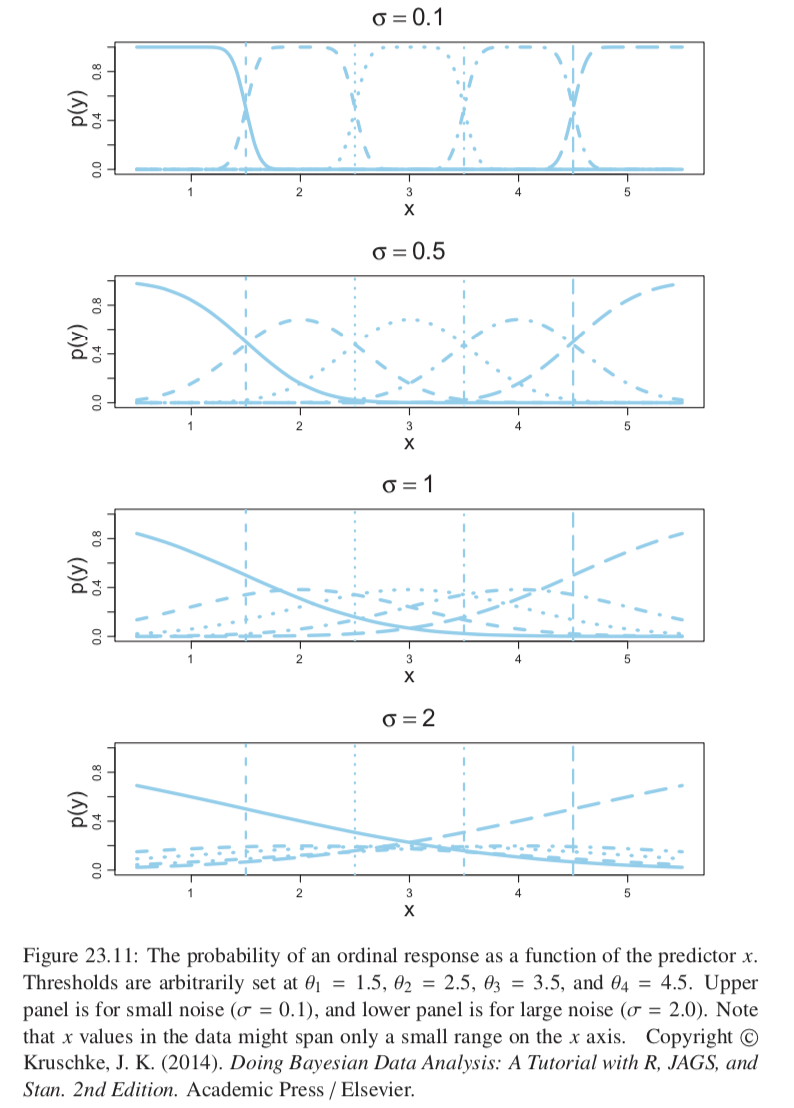 σ = 0.1
p(y)
0.0 0.4 0.8
1 2 3 4 5
x
σ = 0.5
p(y)
0.0 0.4 0.8
1 2 3 4 5
x
σ = 1
p(y)
0.0 0.4 0.8
1 2 3 4 5
x
σ = 2
p(y)
0.0 0.4 0.8
1 2 3 4 5
x
Figure 23.11: The probability of an ordinal response as a function of the predictor x.
Thresholds are arbitrarily set at θ1 = 1.5, θ2 = 2.5, θ3 = 3.5, and θ4 = 4.5. Upper
panel is for small noise (σ = 0.1), and lower panel is for large noise (σ = 2.0). Note
that x values in the data might span only a small range on the x axis. Copyright ©
Kruschke, J. K. (2014). Doing Bayesian Data Analysis: A Tutorial with R, JAGS, and
Stan. 2nd Edition. Academic Press / Elsevier.